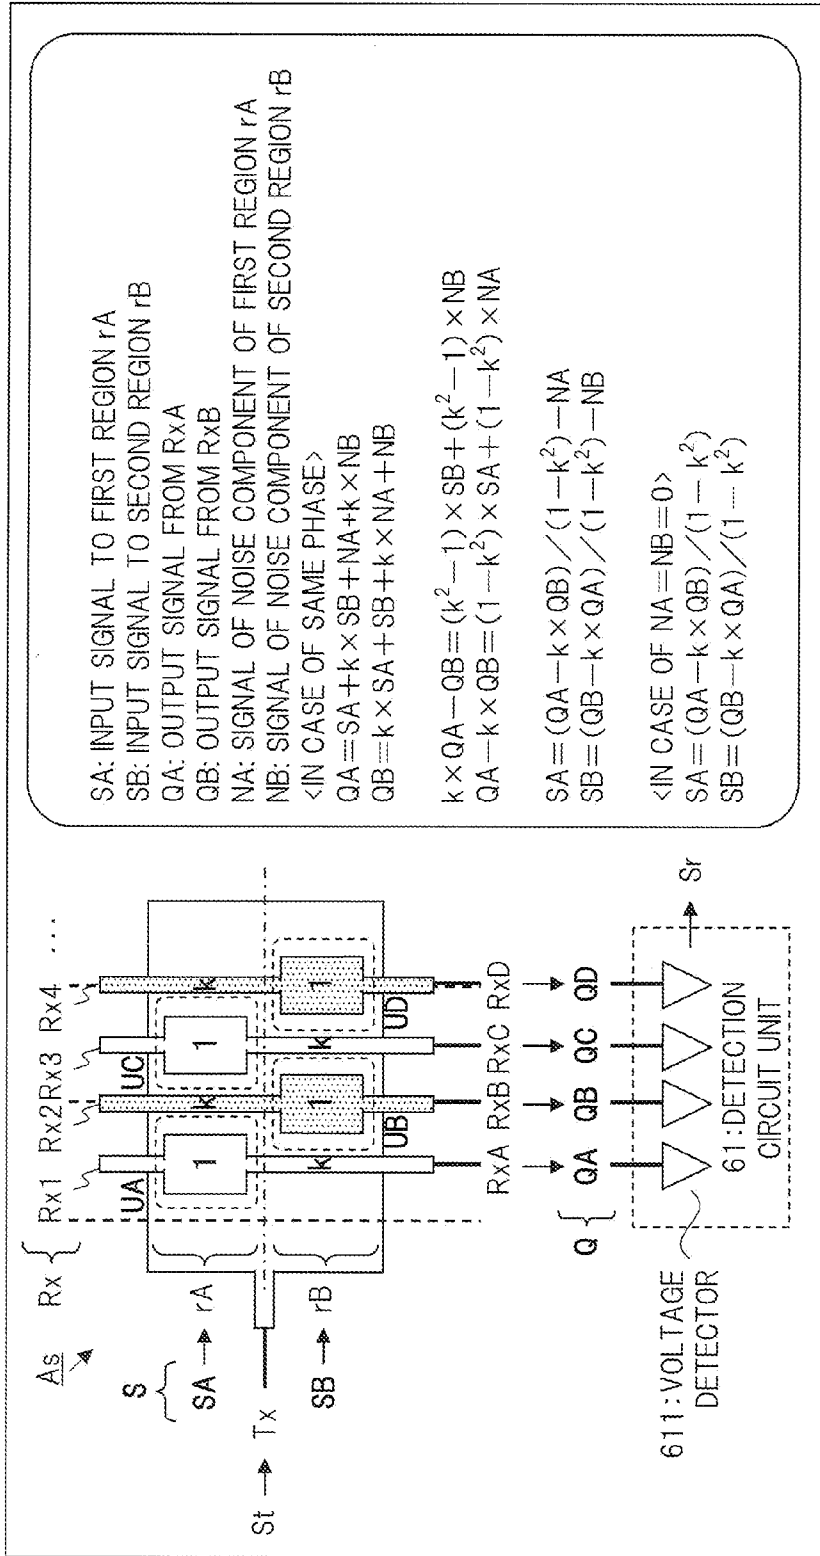 As
Rx { Rx1 Rx2 Rx3 Rx4 ...
UA UC
S {
SA → rA
1 k 1 k
St → Tx
SB → rB
k 1 k 1
UB UD
RxA RxB RxC RxD
Q { QA QB QC QD
61:DETECTION
CIRCUIT UNIT
Sr
611:VOLTAGE
DETECTOR
SA: INPUT SIGNAL TO FIRST REGION rA
SB: INPUT SIGNAL TO SECOND REGION rB
QA: OUTPUT SIGNAL FROM RxA
QB: OUTPUT SIGNAL FROM RxB
NA: SIGNAL OF NOISE COMPONENT OF FIRST REGION rA
NB: SIGNAL OF NOISE COMPONENT OF SECOND REGION rB
<IN CASE OF SAME PHASE>
QA=SA+k×SB+NA+k×NB
QB=k×SA+SB+k×NA+NB
k×QA−QB=(k²−1)×SB+(k²−1)×NB
QA−k×QB=(1−k²)×SA+(1−k²)×NA
SA=(QA−k×QB)/(1−k²)−NA
SB=(QB−k×QA)/(1−k²)−NB
<IN CASE OF NA=NB=0>
SA=(QA−k×QB)/(1−k²)
SB=(QB−k×QA)/(1−k²)